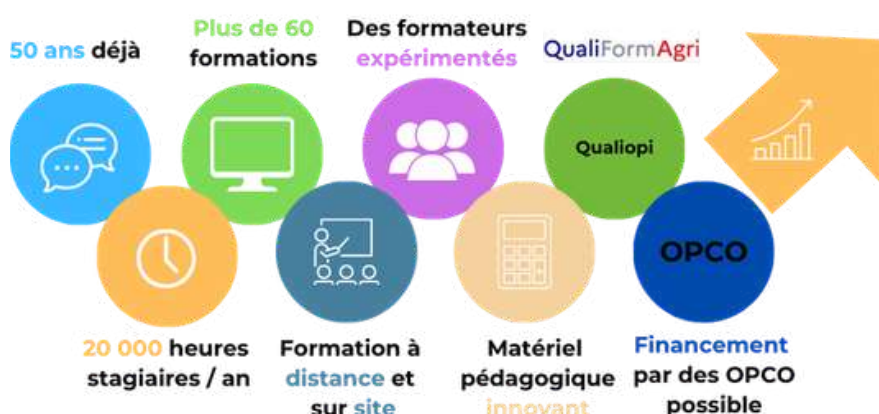 50 ans déjà
Plus de 60
formations
Des formateurs
expérimentés
QualiFormAgri
Qualiopi
OPCO
20 000 heures
stagiaires / an
Formation à
distance et
sur site
Matériel
pédagogique
innovant
Financement
par des OPCO
possible